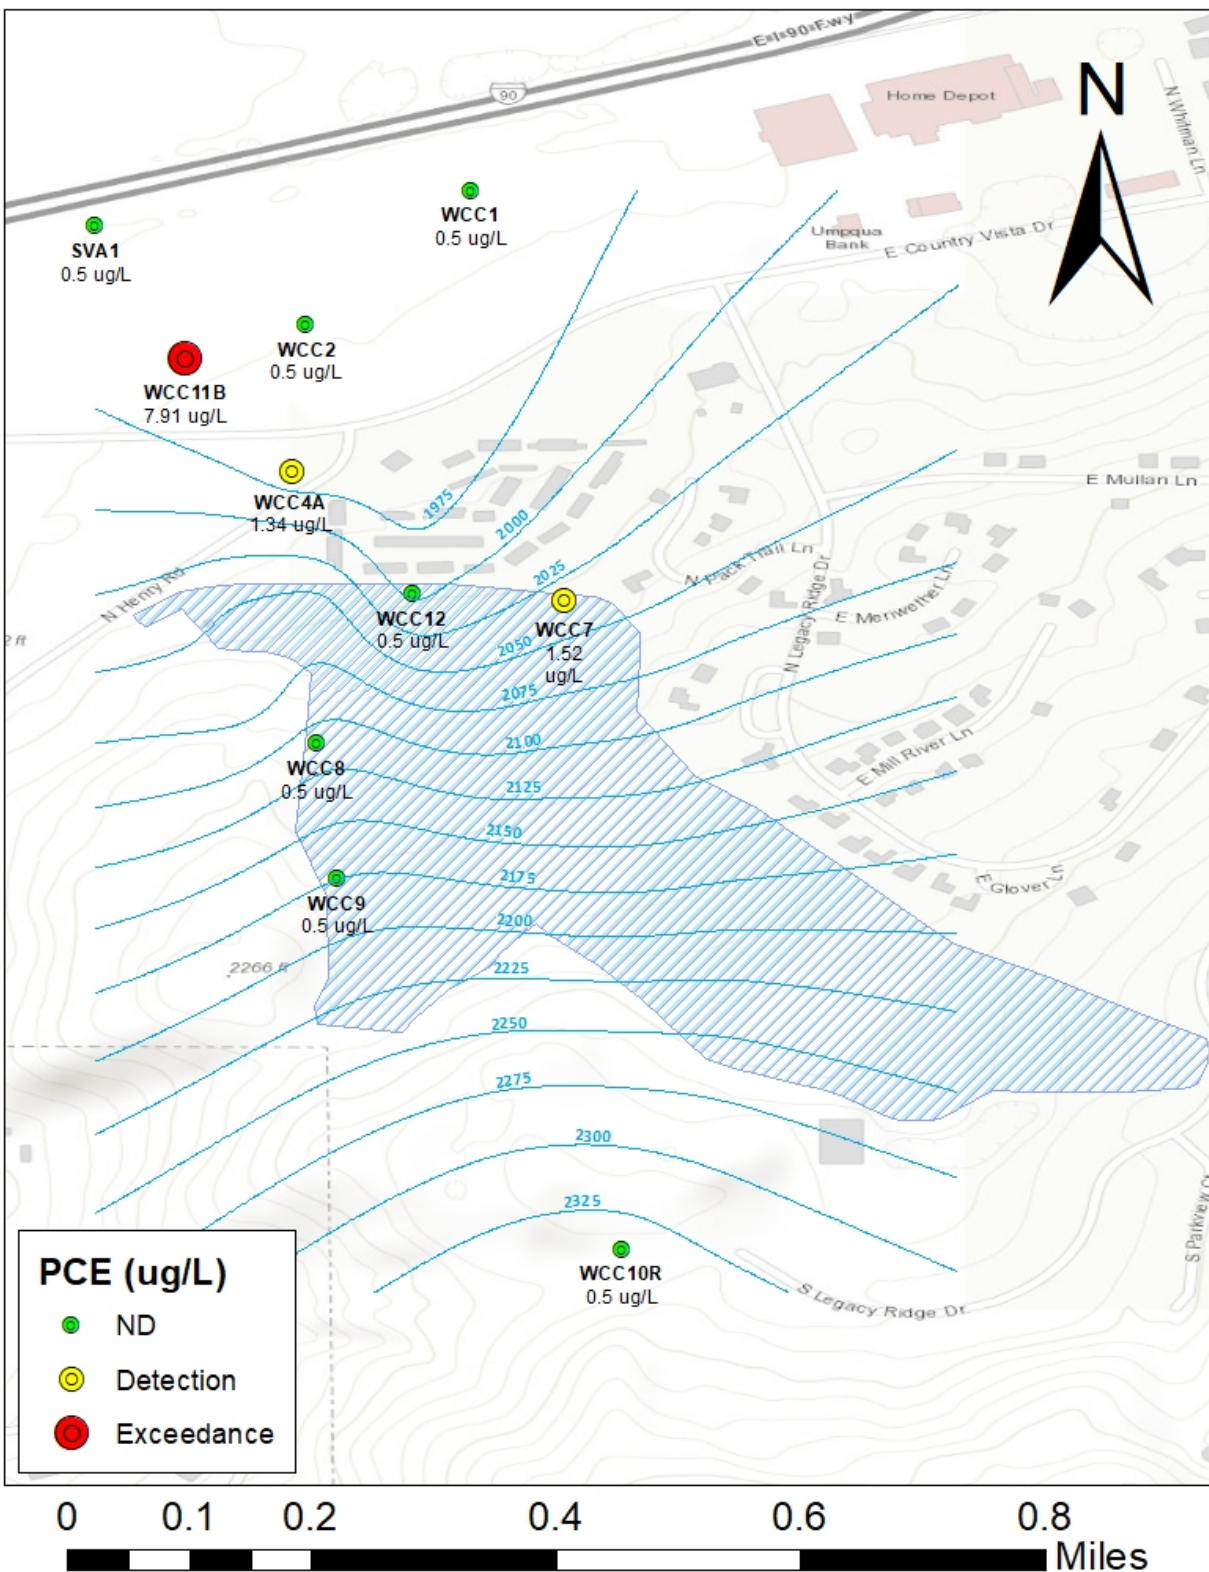 E I-90 Fwy
90
Home Depot
N
N Whitman Ln
WCC1
0.5 ug/L
SVA1
0.5 ug/L
Umpqua
Bank
E Country Vista Dr
WCC2
0.5 ug/L
WCC11B
7.91 ug/L
WCC4A
1.34 ug/L
1975
2000
2025
2050
2075
2100
2125
2150
2175
2200
2225
2250
2275
2300
2325
E Mullan Ln
N Pack Trail Ln
N Legacy Ridge Dr
E Meriwether Ln
N Henry Rd
2 ft
WCC12
0.5 ug/L
WCC7
1.52
ug/L
WCC8
0.5 ug/L
E Mill River Ln
E Glover Ln
WCC9
0.5 ug/L
2266 ft
WCC10R
0.5 ug/L
S Legacy Ridge Dr
S Parkview Ct
PCE (ug/L)
ND
Detection
Exceedance
0 0.1 0.2 0.4 0.6 0.8
Miles